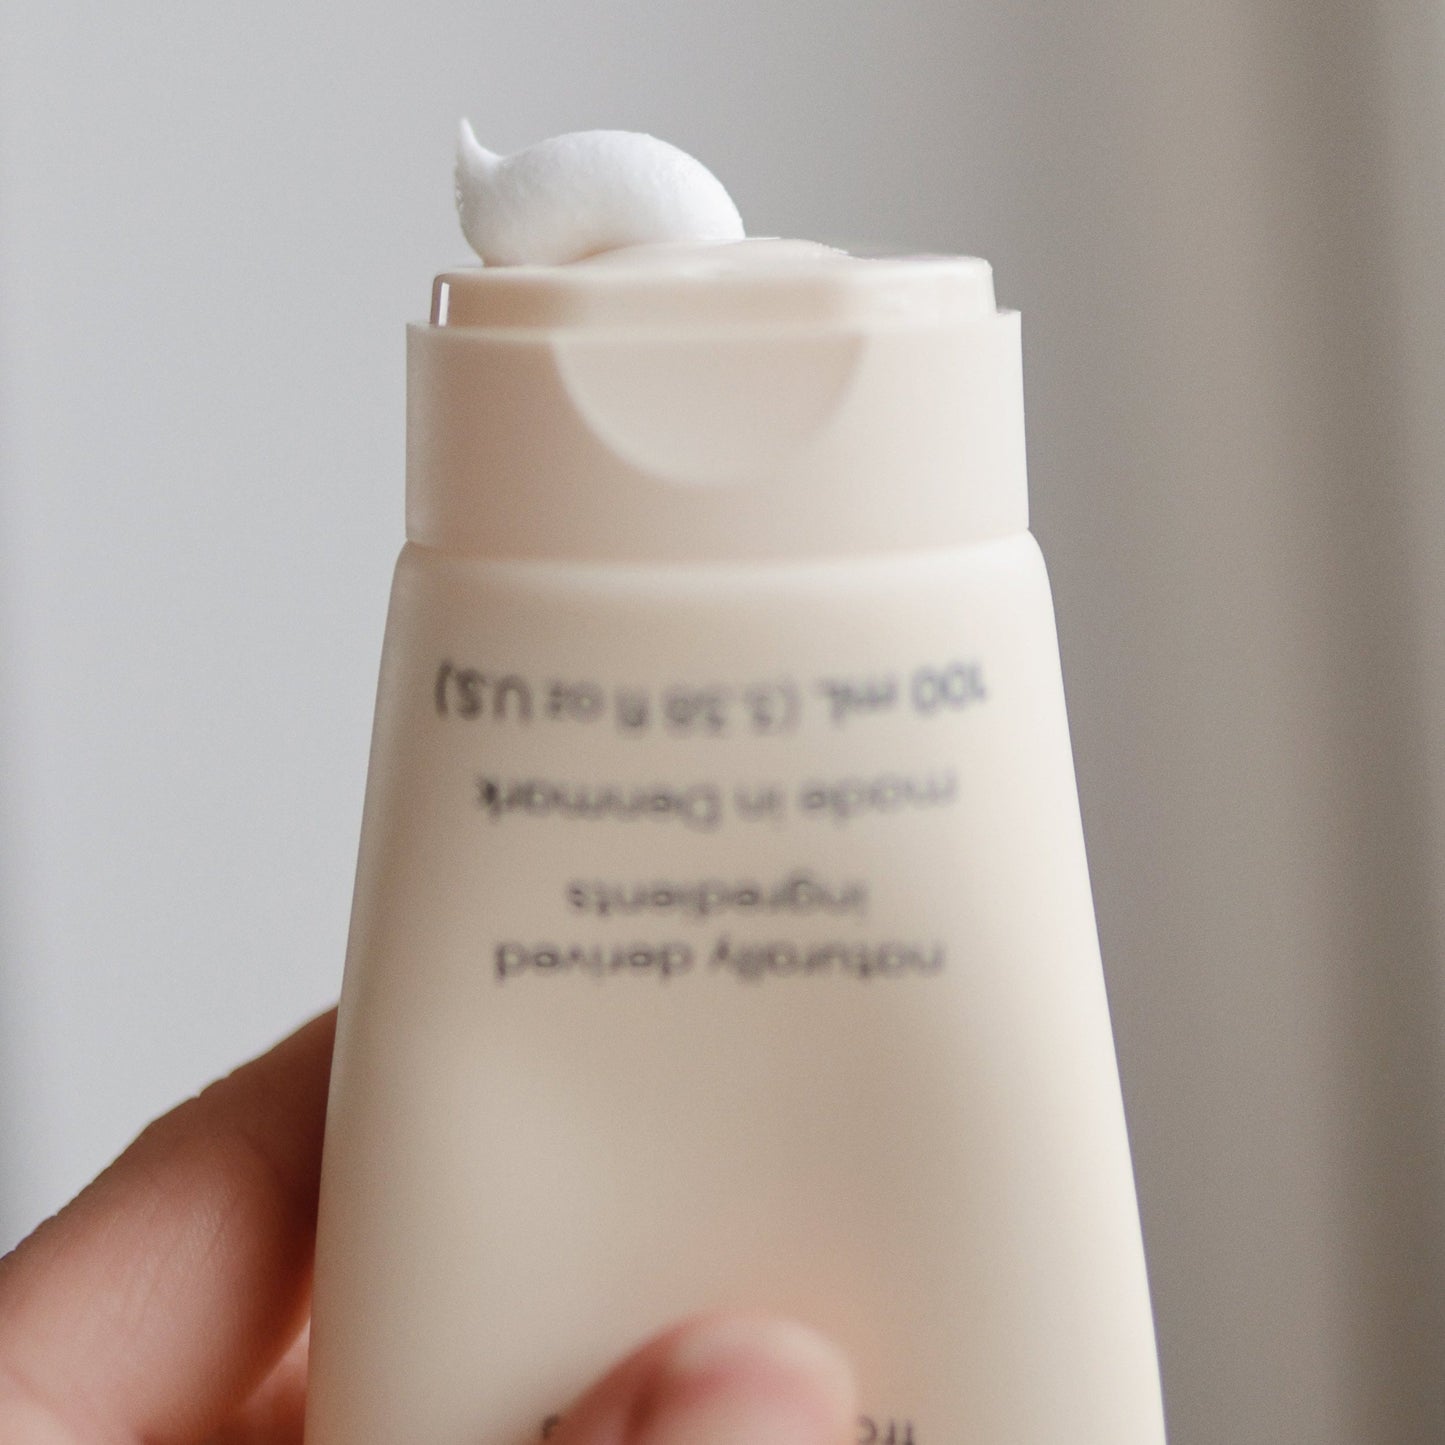 naturally derived
ingredients
made in Denmark
100 mL (3.38 fl oz U.S)